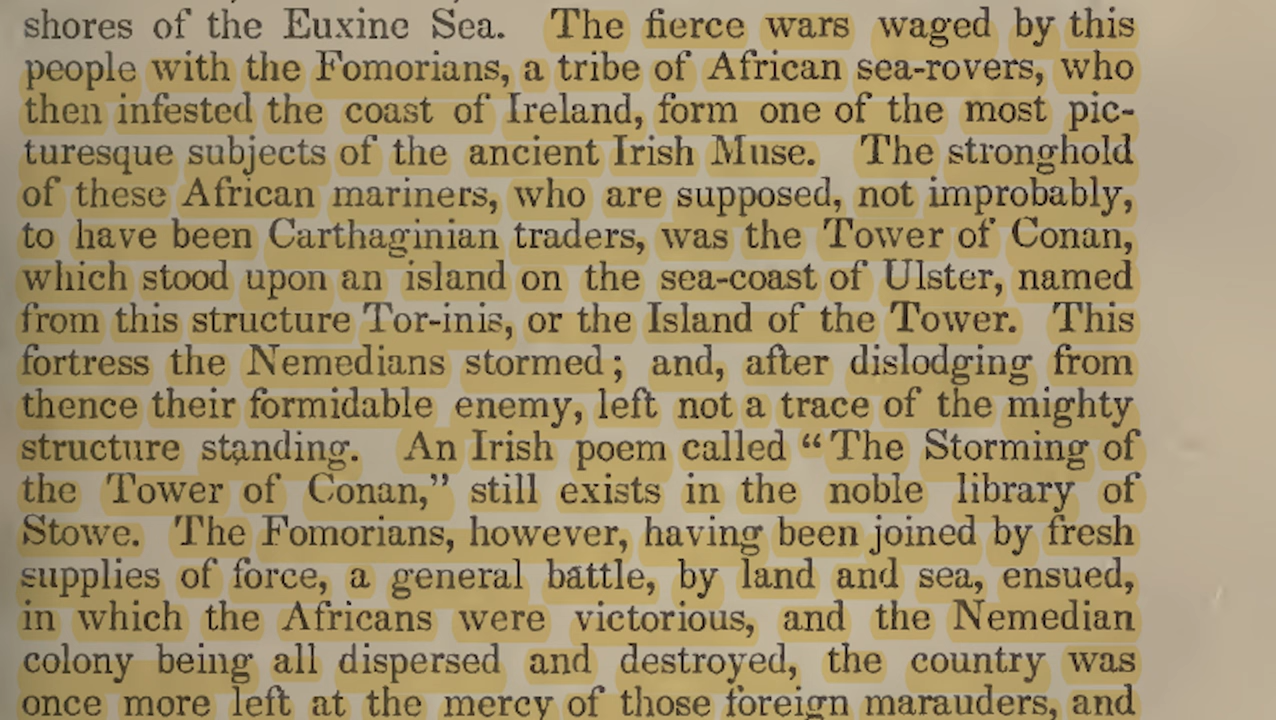 shores of the Euxine Sea. The fierce wars waged by this
people with the Fomorians, a tribe of African sea-rovers, who
then infested the coast of Ireland, form one of the most pic-
turesque subjects of the ancient Irish Muse. The stronghold
of these African mariners, who are supposed, not improbably,
to have been Carthaginian traders, was the Tower of Conan,
which stood upon an island on the sea-coast of Ulster, named
from this structure Tor-inis, or the Island of the Tower. This
fortress the Nemedians stormed; and, after dislodging from
thence their formidable enemy, left not a trace of the mighty
structure standing. An Irish poem called “The Storming of
the Tower of Conan,” still exists in the noble library of
Stowe. The Fomorians, however, having been joined by fresh
supplies of force, a general battle, by land and sea, ensued,
in which the Africans were victorious, and the Nemedian
colony being all dispersed and destroyed, the country was
once more left at the mercy of those foreign marauders, and